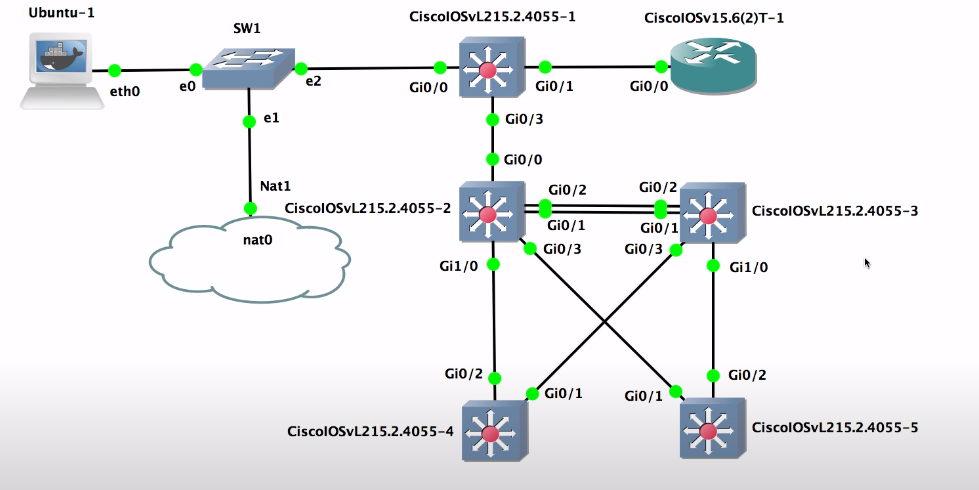 Ubuntu-1
SW1
CiscoIOSvL215.2.4055-1
CiscoIOSv15.6(2)T-1
eth0
e0
e2
Gi0/0
Gi0/1
Gi0/0
e1
Gi0/3
Gi0/0
Nat1
nat0
CiscoIOSvL215.2.4055-2
Gi0/2
Gi0/2
CiscoIOSvL215.2.4055-3
Gi0/1
Gi0/1
Gi0/3
Gi0/3
Gi1/0
Gi1/0
Gi0/2
Gi0/1
Gi0/1
Gi0/2
CiscoIOSvL215.2.4055-4
CiscoIOSvL215.2.4055-5